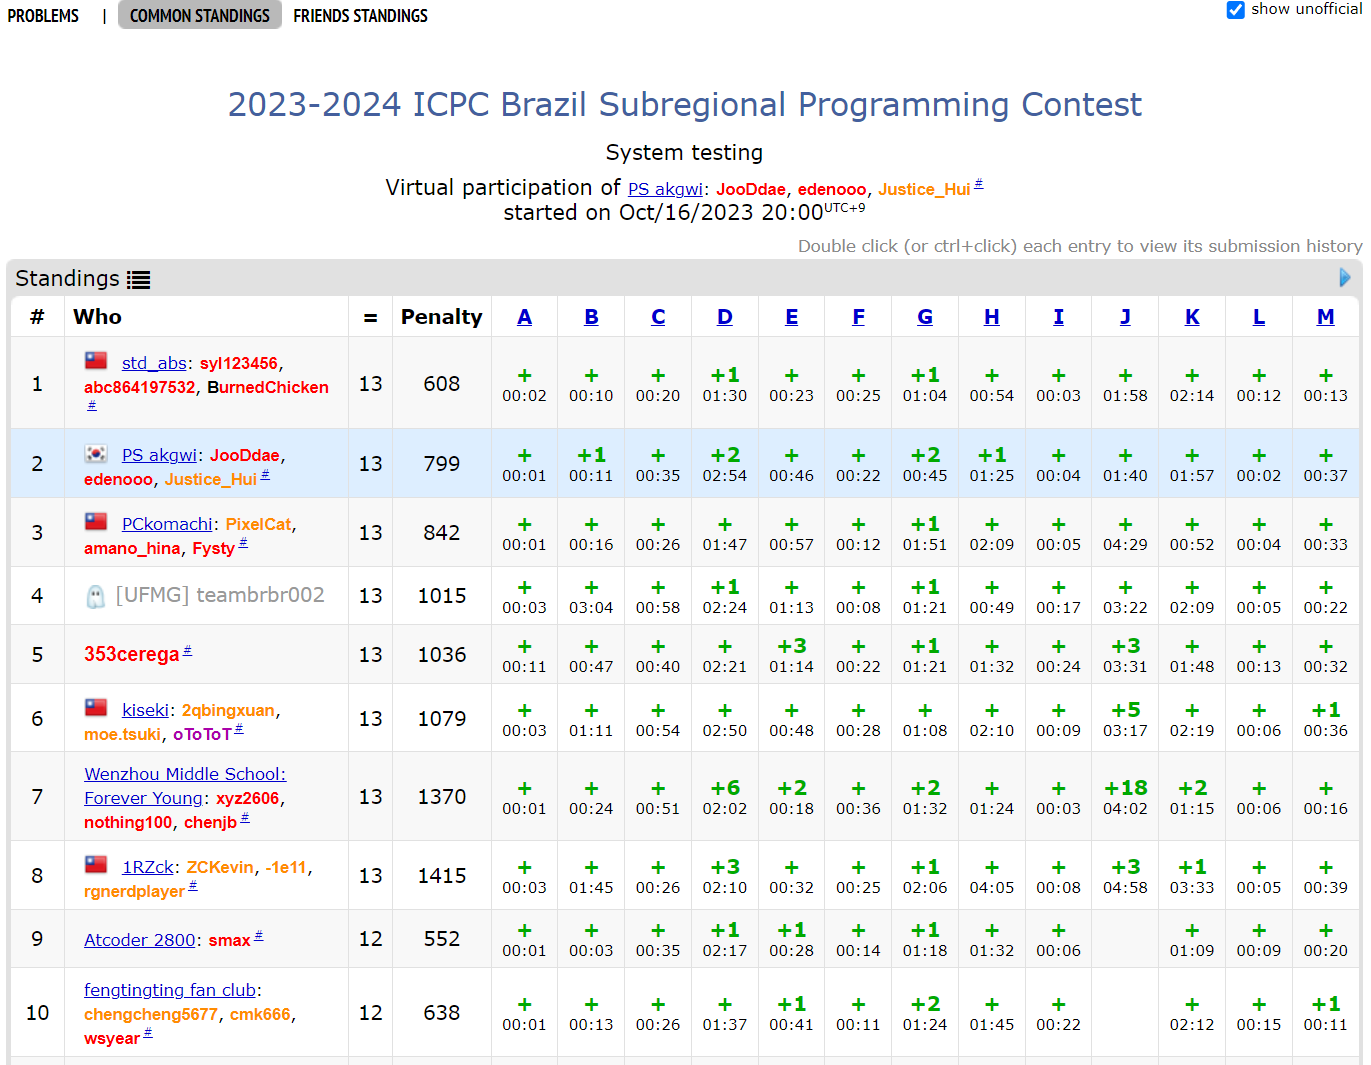 PROBLEMS | COMMON STANDINGS FRIENDS STANDINGS show unofficial
2023-2024 ICPC Brazil Subregional Programming Contest
System testing
Virtual participation of PS akgwi: JooDdae, edenooo, Justice_Hui #
started on Oct/16/2023 20:00 UTC+9
Double click (or ctrl+click) each entry to view its submission history
Standings
# Who = Penalty A B C D E F G H I J K L M
1 std_abs: syl123456, abc864197532, BurnedChicken # 13 608 + + + +1 + + +1 + + + + + +
00:02 00:10 00:20 01:30 00:23 00:25 01:04 00:54 00:03 01:58 02:14 00:12 00:13
2 PS akgwi: JooDdae, edenooo, Justice_Hui # 13 799 + +1 + +2 + + +2 +1 + + + + +
00:01 00:11 00:35 02:54 00:46 00:22 00:45 01:25 00:04 01:40 01:57 00:02 00:37
3 PCkomachi: PixelCat, amano_hina, Fysty # 13 842 + + + + + + +1 + + + + + +
00:01 00:16 00:26 01:47 00:57 00:12 01:51 02:09 00:05 04:29 00:52 00:04 00:33
4 [UFMG] teambrbr002 13 1015 + + + +1 + + +1 + + + + + +
00:03 03:04 00:58 02:24 01:13 00:08 01:21 00:49 00:17 03:22 02:09 00:05 00:22
5 353cerega # 13 1036 + + + + +3 + +1 + + +3 + + +
00:11 00:47 00:40 02:21 01:14 00:22 01:21 01:32 00:24 03:31 01:48 00:13 00:32
6 kiseki: 2qbingxuan, moe.tsuki, oToToT # 13 1079 + + + + + + + + + +5 + + +1
00:03 01:11 00:54 02:50 00:48 00:28 01:08 02:10 00:09 03:17 02:19 00:06 00:36
7 Wenzhou Middle School: Forever Young: xyz2606, nothing100, chenjb # 13 1370 + + + +6 +2 + +2 + + +18 +2 + +
00:01 00:24 00:51 02:02 00:18 00:36 01:32 01:24 00:03 04:02 01:15 00:06 00:16
8 1RZck: ZCKevin, -1e11, rgnerdplayer # 13 1415 + + + +3 + + +1 + + +3 +1 + +
00:03 01:45 00:26 02:10 00:32 00:25 02:06 04:05 00:08 04:58 03:33 00:05 00:39
9 Atcoder 2800: smax # 12 552 + + + +1 +1 + +1 + + + + +
00:01 00:03 00:35 02:17 00:28 00:14 01:18 01:32 00:06 01:09 00:09 00:20
10 fengtingting fan club: chengcheng5677, cmk666, wsyear # 12 638 + + + + +1 + +2 + + + + +1
00:01 00:13 00:26 01:37 00:41 00:11 01:24 01:45 00:22 02:12 00:15 00:11